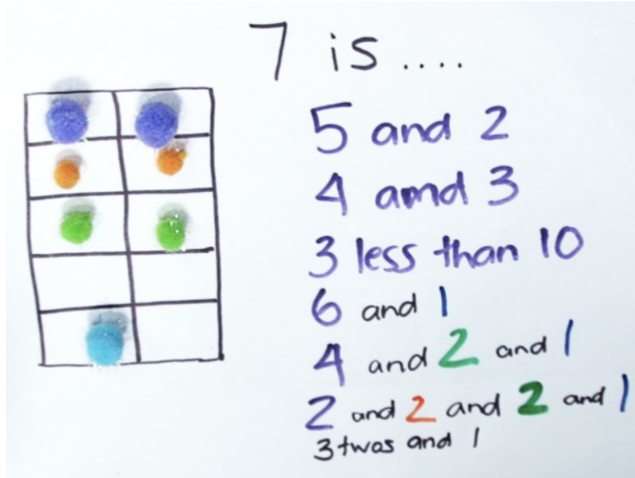 7 is ....
5 and 2
4 amd 3
3 less than 10
6 and 1
4 and 2 and 1
2 and 2 and 2 and 1
3 twos and 1